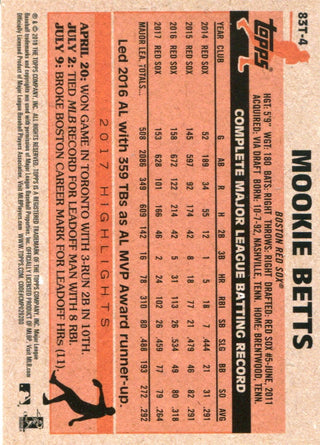 83T-4
MOOKIE BETTS
BOSTON RED SOX®
topps®
HGT: 5'9" WGT: 180 BATS: RIGHT THROWS: RIGHT DRAFTED: RED SOX #5-JUNE, 2011
ACQUIRED: VIA DRAFT BORN: 10-7-92, NASHVILLE, TENN. HOME: BRENTWOOD, TENN.
COMPLETE MAJOR LEAGUE BATTING RECORD
YEAR CLUB G AB R H 2B 3B HR RBI SB SLG BB SO AVG
2014 RED SOX 52 189 34 55 12 1 5 18 7 .444 21 31 .291
2015 RED SOX 145 597 92 174 42 8 18 77 21 .479 46 82 .291
2016 RED SOX 158 672 122 214 42 5 31 113 26 .534 49 80 .318
2017 RED SOX 153 628 101 166 46 2 24 102 26 .459 77 79 .264
MAJOR LEA. TOTALS... 508 2086 349 609 142 16 78 310 80 .488 193 272 .292
Led 2016 AL with 359 TBs as AL MVP Award runner-up.
2017 HIGHLIGHTS
APRIL 20: WON GAME IN TORONTO WITH 3-RUN 2B IN 10TH.
JULY 2: TIED MLB RECORD FOR LEADOFF MAN WITH 8 RBI.
JULY 9: BROKE BOSTON CAREER MARK FOR LEADOFF HRs (11).